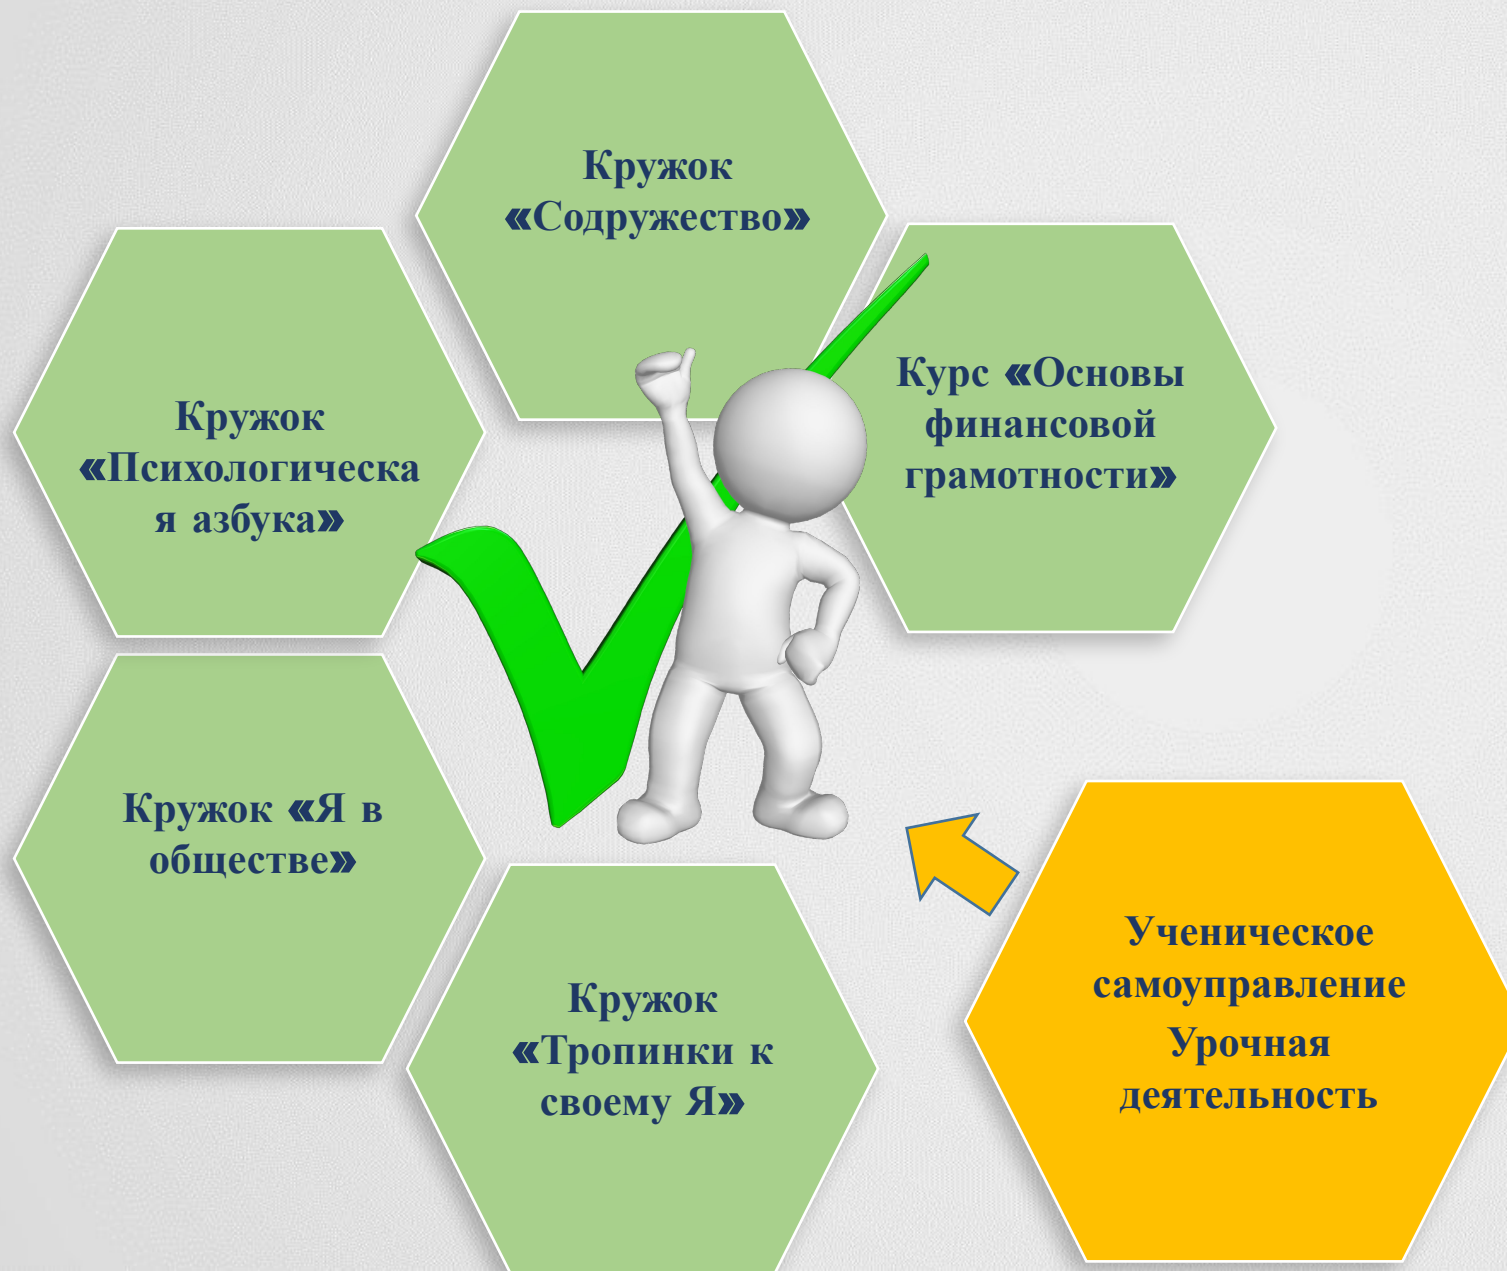 Кружок
«Содружество»
Курс «Основы
финансовой
грамотности»
Кружок
«Психологическа
я азбука»
Кружок «Я в
обществе»
Кружок
«Тропинки к
своему Я»
Ученическое
самоуправление
Урочная
деятельность